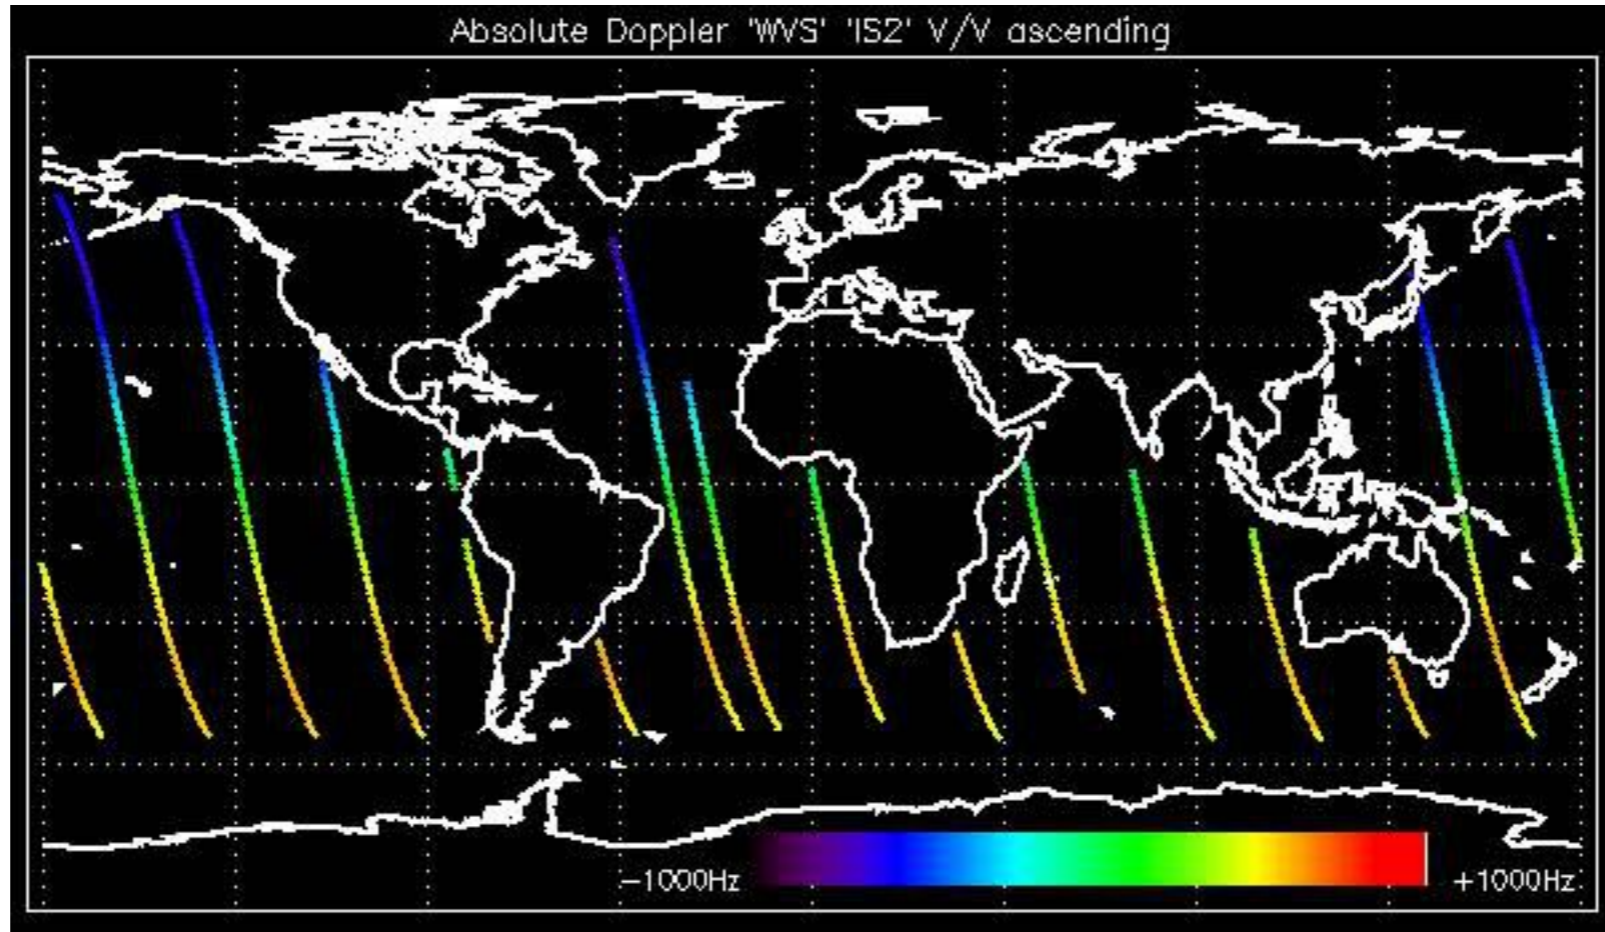 Absolute Doppler 'WVS' 'IS2' V/V ascending
−1000Hz +1000Hz